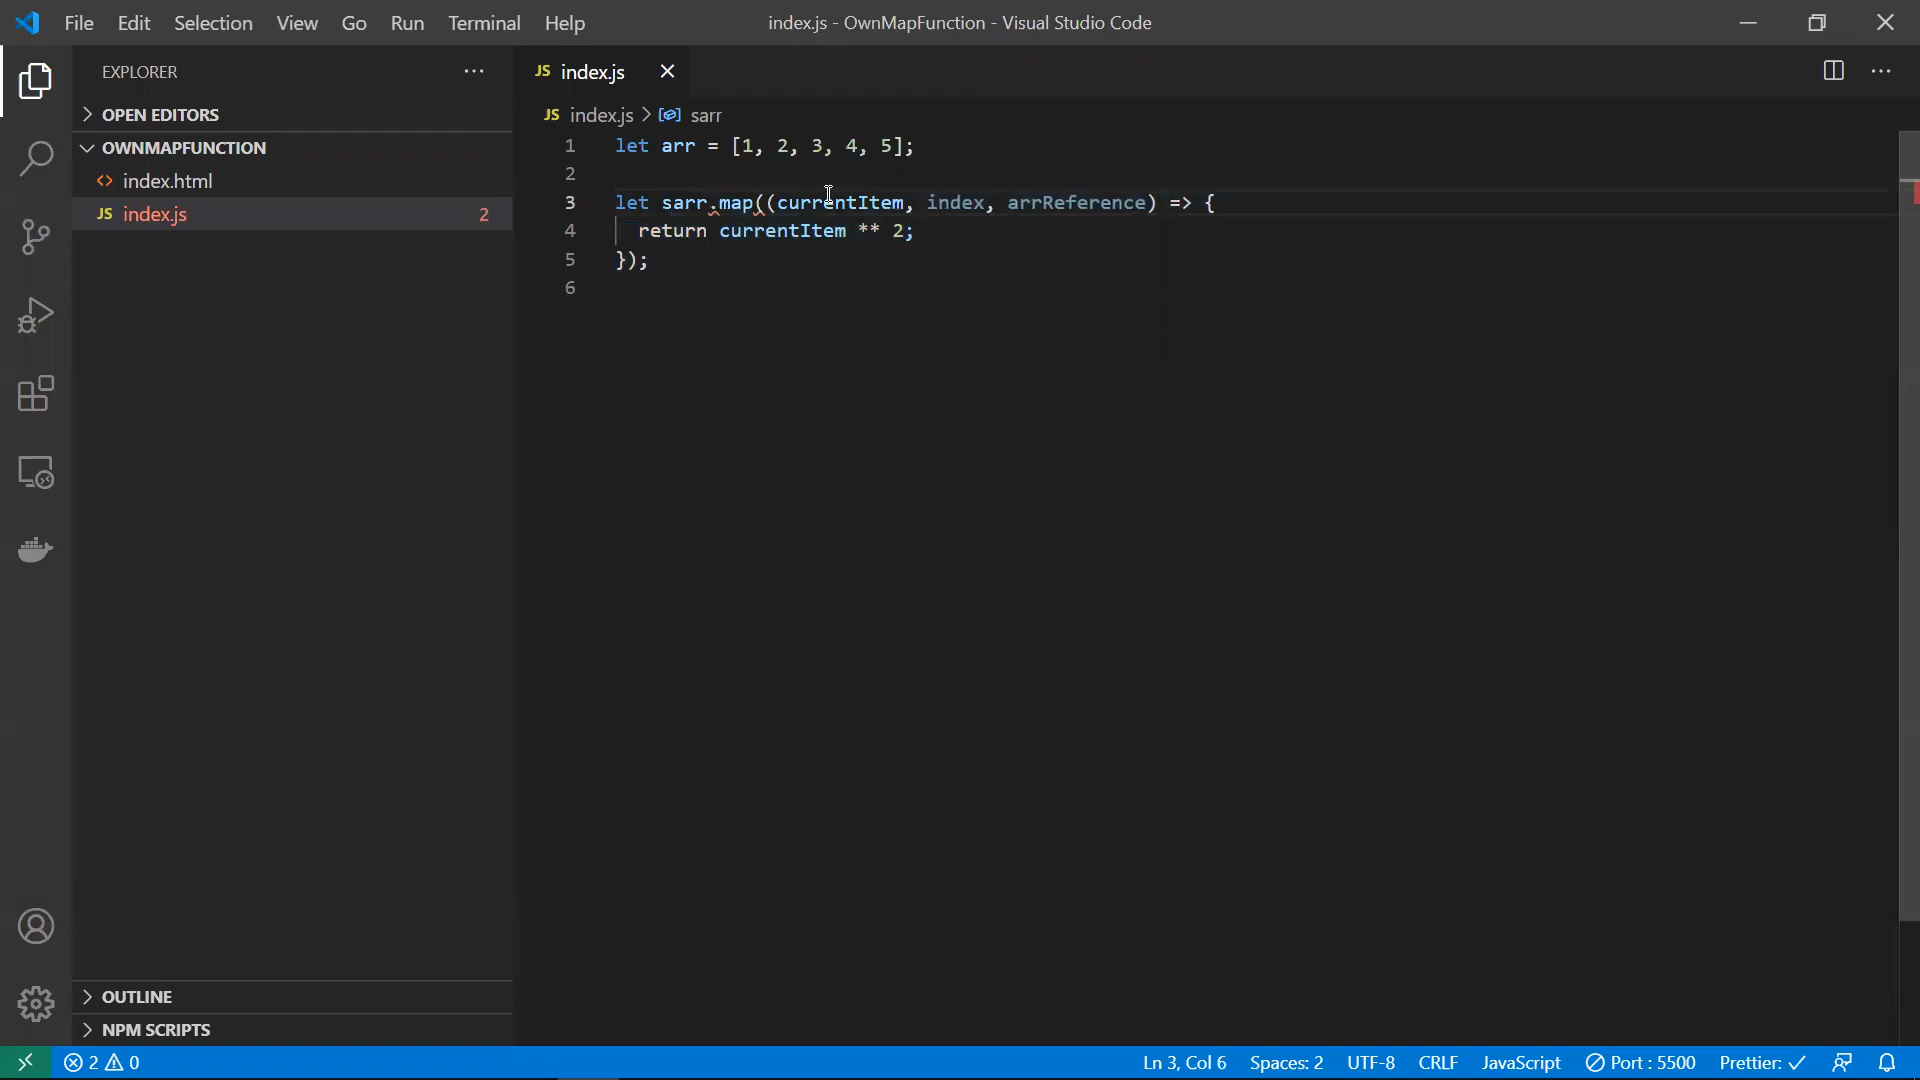 File Edit Selection View Go Run Terminal Help
index.js - OwnMapFunction - Visual Studio Code
EXPLORER
OPEN EDITORS
OWNMAPFUNCTION
<> index.html
JS index.js 2
OUTLINE
NPM SCRIPTS
JS index.js
JS index.js > sarr
1 let arr = [1, 2, 3, 4, 5];
2
3 let sarr.map((currentItem, index, arrReference) => {
4 return currentItem ** 2;
5 });
6
2 0
Ln 3, Col 6 Spaces: 2 UTF-8 CRLF JavaScript Port : 5500 Prettier: ✓